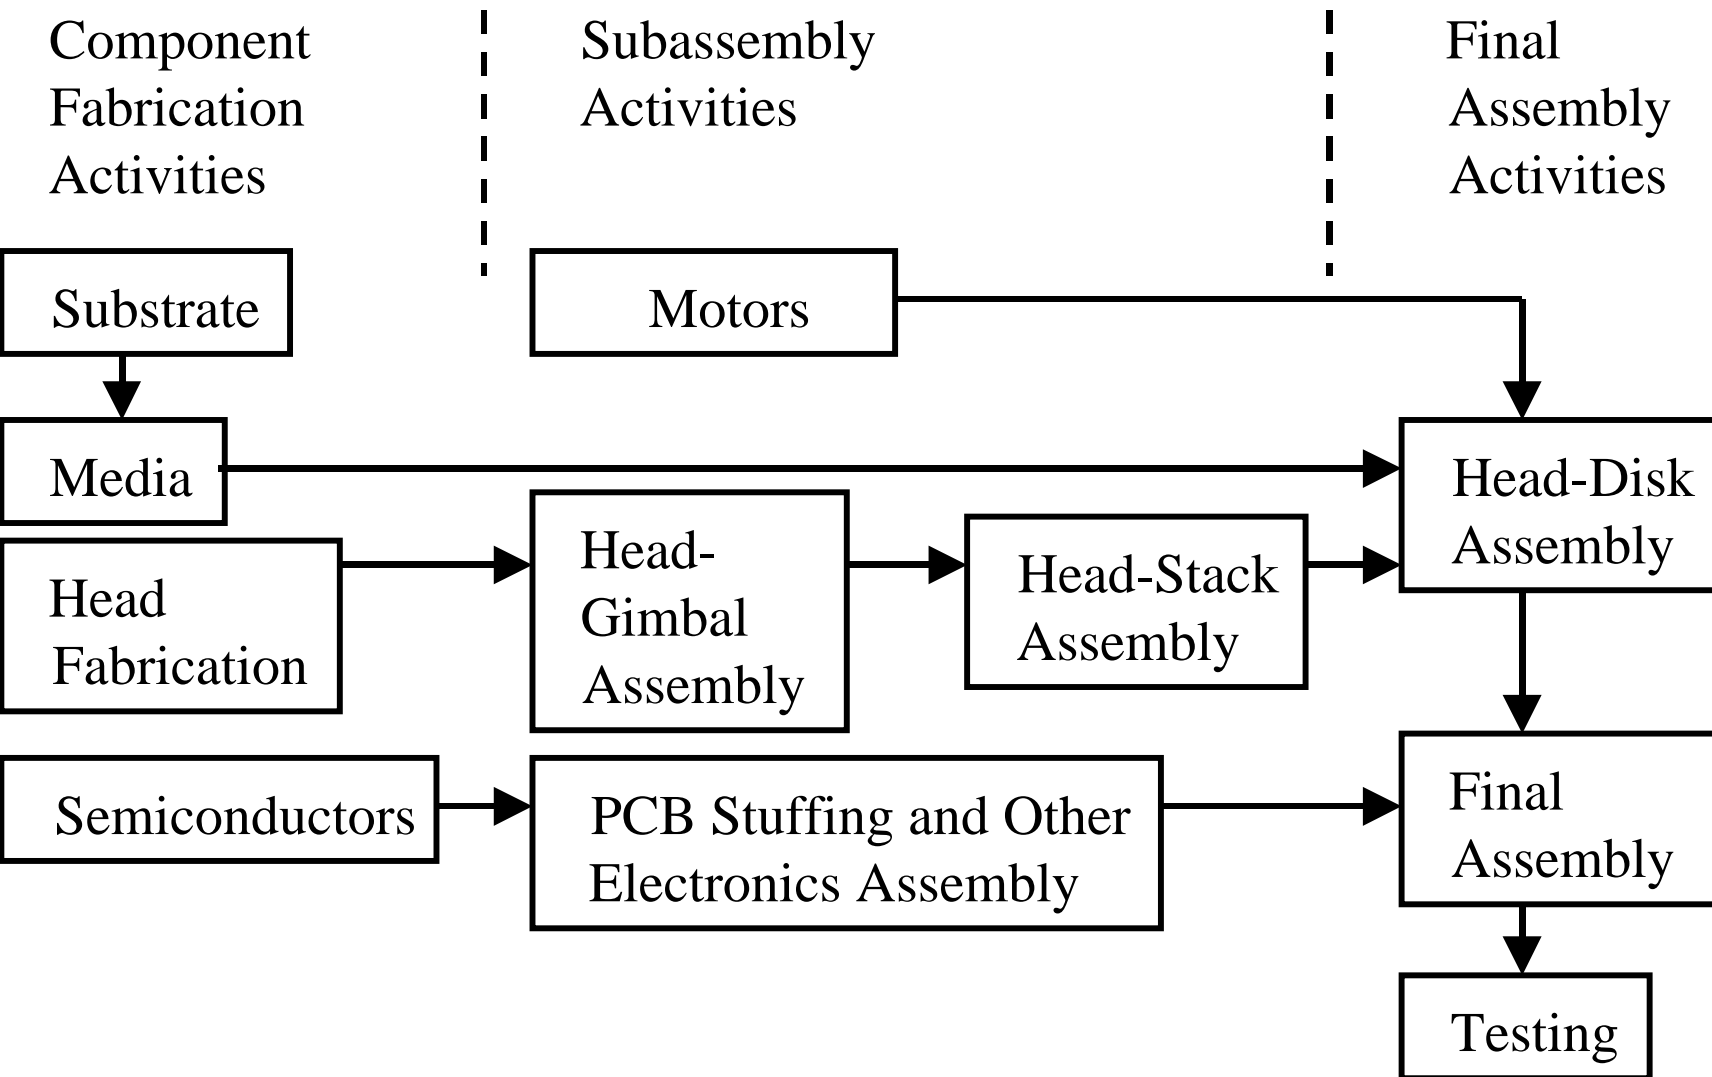 Component
Fabrication
Activities
Subassembly
Activities
Final
Assembly
Activities
Substrate
Motors
Media
Head-Disk
Assembly
Head
Fabrication
Head-
Gimbal
Assembly
Head-Stack
Assembly
Semiconductors
PCB Stuffing and Other
Electronics Assembly
Final
Assembly
Testing